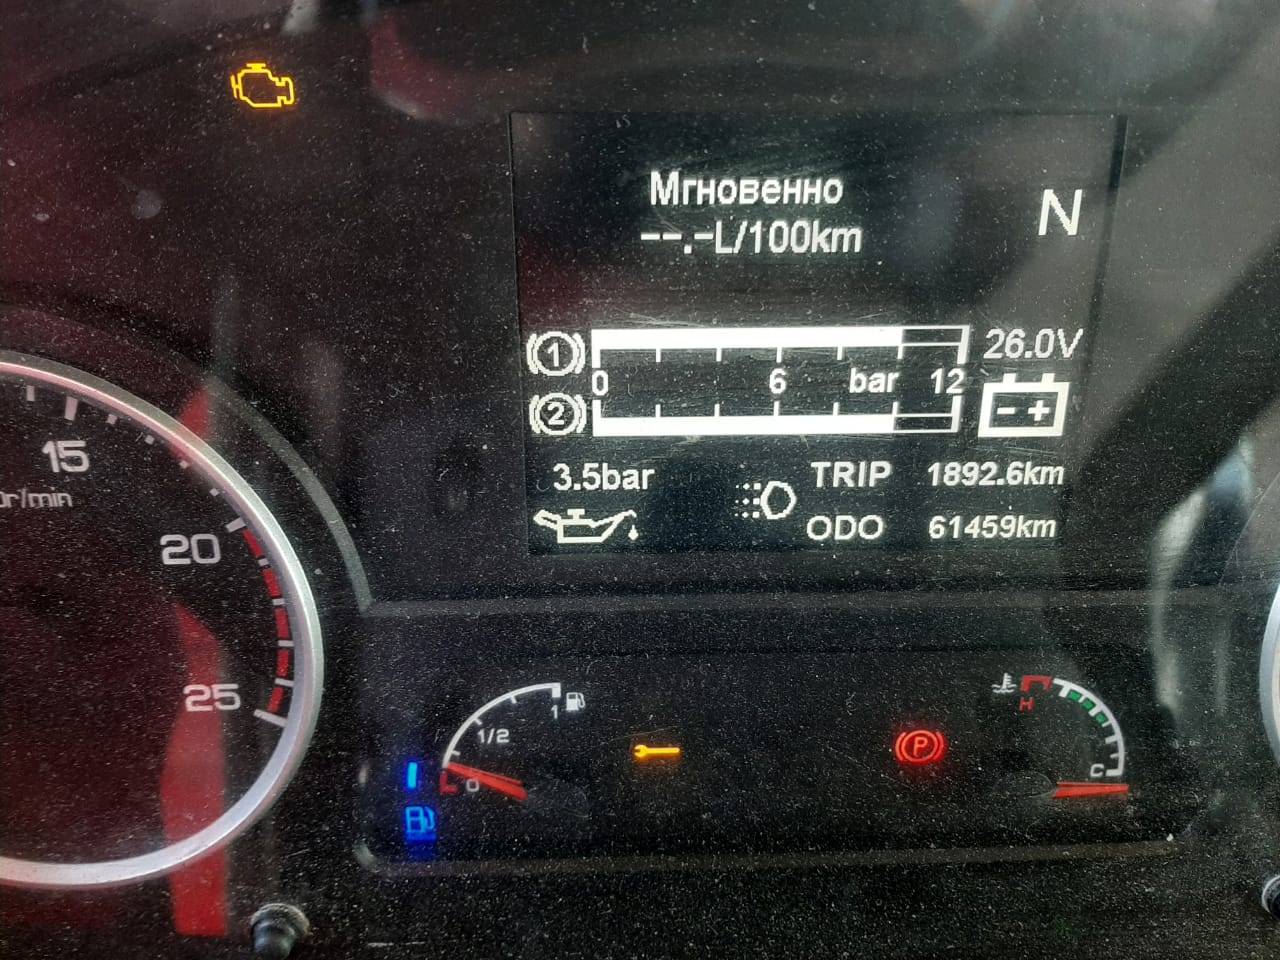 Мгновенно
--.-L/100km
N
1
26.0V
0 6 bar 12
2
- +
3.5bar
TRIP 1892.6km
ODO 61459km
15
r/min
20
25
1
1/2
0
P
H
C